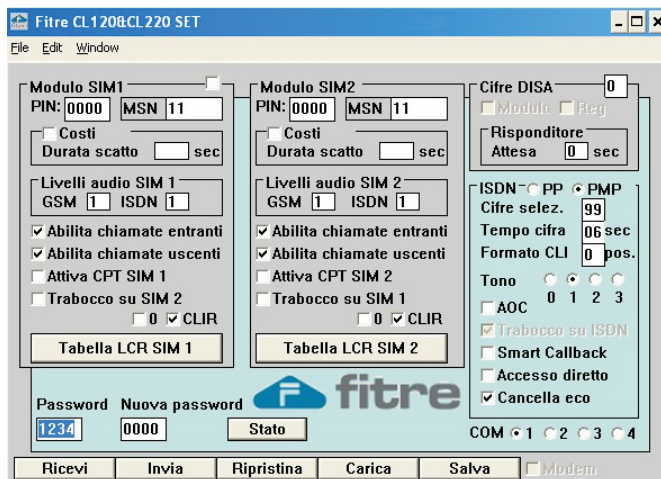 Fitre CL120&CL220 SET
File Edit Window
Modulo SIM1
PIN: 0000 MSN 11
Costi
Durata scatto sec
Livelli audio SIM 1
GSM 1 ISDN 1
Abilita chiamate entranti
Abilita chiamate uscenti
Attiva CPT SIM 1
Trabocco su SIM 2
0 CLIR
Tabella LCR SIM 1
Modulo SIM2
PIN: 0000 MSN 11
Costi
Durata scatto sec
Livelli audio SIM 2
GSM 1 ISDN 1
Abilita chiamate entranti
Abilita chiamate uscenti
Attiva CPT SIM 2
Trabocco su SIM 1
0 CLIR
Tabella LCR SIM 2
Cifre DISA 0
Modulo Reg
Risponditore
Attesa 0 sec
ISDN PP PMP
Cifre selez. 99
Tempo cifra 06 sec
Formato CLI 0 pos.
Tono
0 1 2 3
AOC
Trabocco su ISDN
Smart Callback
Accesso diretto
Cancella eco
fitre
Password Nuova password
1234 0000 Stato
COM 1 2 3 4
Ricevi Invia Ripristina Carica Salva Modem